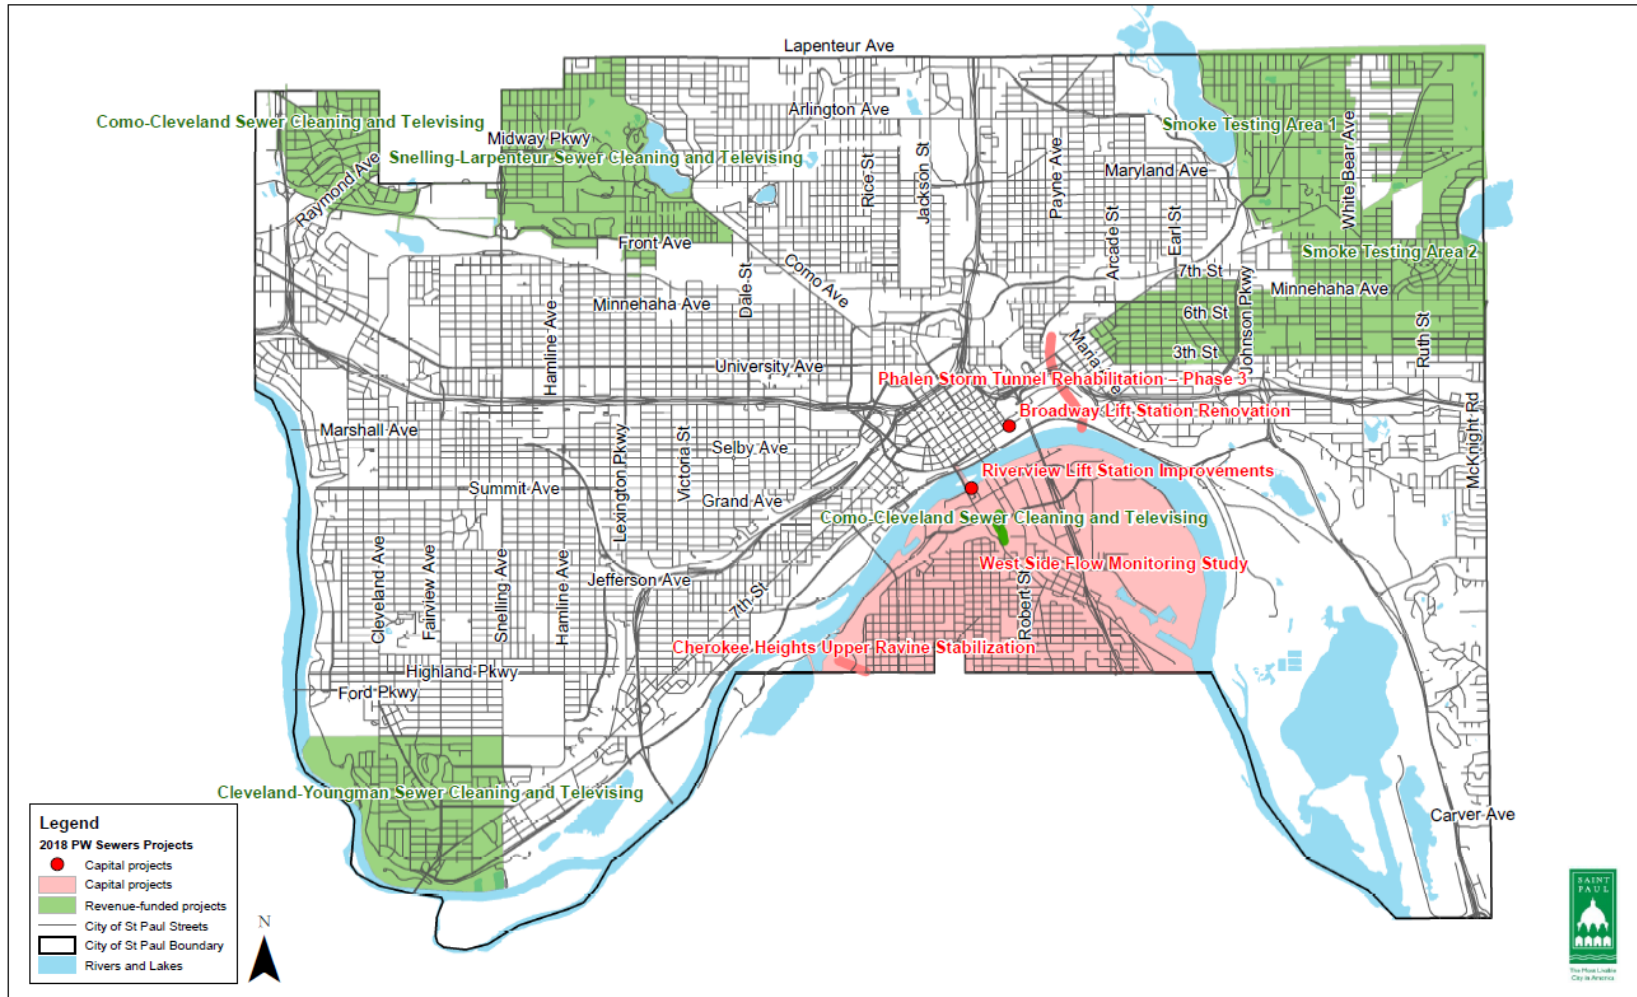 Lapenteur Ave
Arlington Ave
Como-Cleveland Sewer Cleaning and Televising
Smoke Testing Area 1
Midway Pkwy
Snelling-Larpenteur Sewer Cleaning and Televising
Raymond Ave
Rice St
Jackson St
Payne Ave
Maryland Ave
White Bear Ave
Arcade St
Earl St
Front Ave
Smoke Testing Area 2
Como Ave
Dale St
7th St
Minnehaha Ave
Minnehaha Ave
Hamline Ave
6th St
Johnson Pkwy
Ruth St
3th St
University Ave
Phalen Storm Tunnel Rehabilitation – Phase 3
Broadway Lift Station Renovation
Marshall Ave
Selby Ave
McKnight Rd
Lexington Pkwy
Victoria St
Riverview Lift Station Improvements
Summit Ave
Grand Ave
Como-Cleveland Sewer Cleaning and Televising
West Side Flow Monitoring Study
Jefferson Ave
Cleveland Ave
Fairview Ave
Snelling Ave
Hamline Ave
7th St
Robert St
Cherokee Heights Upper Ravine Stabilization
Highland Pkwy
Ford Pkwy
Cleveland-Youngman Sewer Cleaning and Televising
Carver Ave
Legend
2018 PW Sewers Projects
Capital projects
Capital projects
Revenue-funded projects
City of St Paul Streets
City of St Paul Boundary
Rivers and Lakes
N
SAINT
PAUL
The Most Livable
City in America